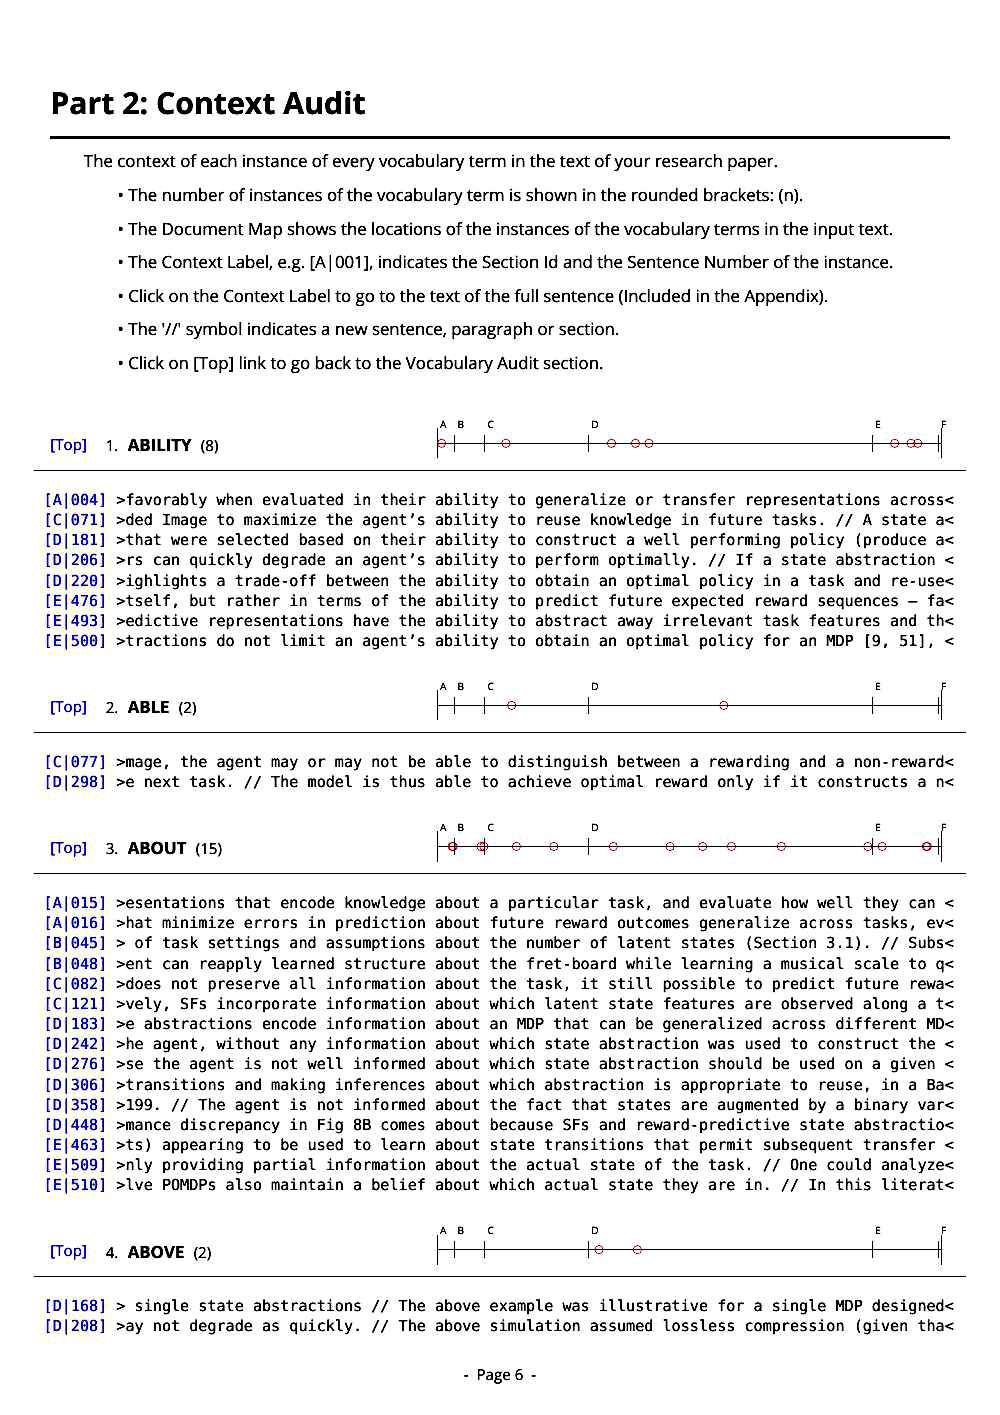 Part 2: Context Audit
The context of each instance of every vocabulary term in the text of your research paper.
• The number of instances of the vocabulary term is shown in the rounded brackets: (n).
• The Document Map shows the locations of the instances of the vocabulary terms in the input text.
• The Context Label, e.g. [A|001], indicates the Section Id and the Sentence Number of the instance.
• Click on the Context Label to go to the text of the full sentence (Included in the Appendix).
• The '//' symbol indicates a new sentence, paragraph or section.
• Click on [Top] link to go back to the Vocabulary Audit section.
A B C D E F
[Top] 1. ABILITY (8)
[A|004] >favorably when evaluated in their ability to generalize or transfer representations across<
[C|071] >ded Image to maximize the agent’s ability to reuse knowledge in future tasks. // A state a<
[D|181] >that were selected based on their ability to construct a well performing policy (produce a<
[D|206] >rs can quickly degrade an agent’s ability to perform optimally. // If a state abstraction <
[D|220] >ighlights a trade-off between the ability to obtain an optimal policy in a task and re-use<
[E|476] >tself, but rather in terms of the ability to predict future expected reward sequences — fa<
[E|493] >edictive representations have the ability to abstract away irrelevant task features and th<
[E|500] >tractions do not limit an agent’s ability to obtain an optimal policy for an MDP [9, 51], <
A B C D E F
[Top] 2. ABLE (2)
[C|077] >mage, the agent may or may not be able to distinguish between a rewarding and a non-reward<
[D|298] >e next task. // The model is thus able to achieve optimal reward only if it constructs a n<
A B C D E F
[Top] 3. ABOUT (15)
[A|015] >esentations that encode knowledge about a particular task, and evaluate how well they can <
[A|016] >hat minimize errors in prediction about future reward outcomes generalize across tasks, ev<
[B|045] > of task settings and assumptions about the number of latent states (Section 3.1). // Subs<
[B|048] >ent can reapply learned structure about the fret-board while learning a musical scale to q<
[C|082] >does not preserve all information about the task, it still possible to predict future rewa<
[C|121] >vely, SFs incorporate information about which latent state features are observed along a t<
[D|183] >e abstractions encode information about an MDP that can be generalized across different MD<
[D|242] >he agent, without any information about which state abstraction was used to construct the <
[D|276] >se the agent is not well informed about which state abstraction should be used on a given <
[D|306] >transitions and making inferences about which abstraction is appropriate to reuse, in a Ba<
[D|358] >199. // The agent is not informed about the fact that states are augmented by a binary var<
[D|448] >mance discrepancy in Fig 8B comes about because SFs and reward-predictive state abstractio<
[E|463] >ts) appearing to be used to learn about state transitions that permit subsequent transfer <
[E|509] >nly providing partial information about the actual state of the task. // One could analyze<
[E|510] >lve POMDPs also maintain a belief about which actual state they are in. // In this literat<
A B C D E F
[Top] 4. ABOVE (2)
[D|168] > single state abstractions // The above example was illustrative for a single MDP designed<
[D|208] >ay not degrade as quickly. // The above simulation assumed lossless compression (given tha<
- Page 6 -